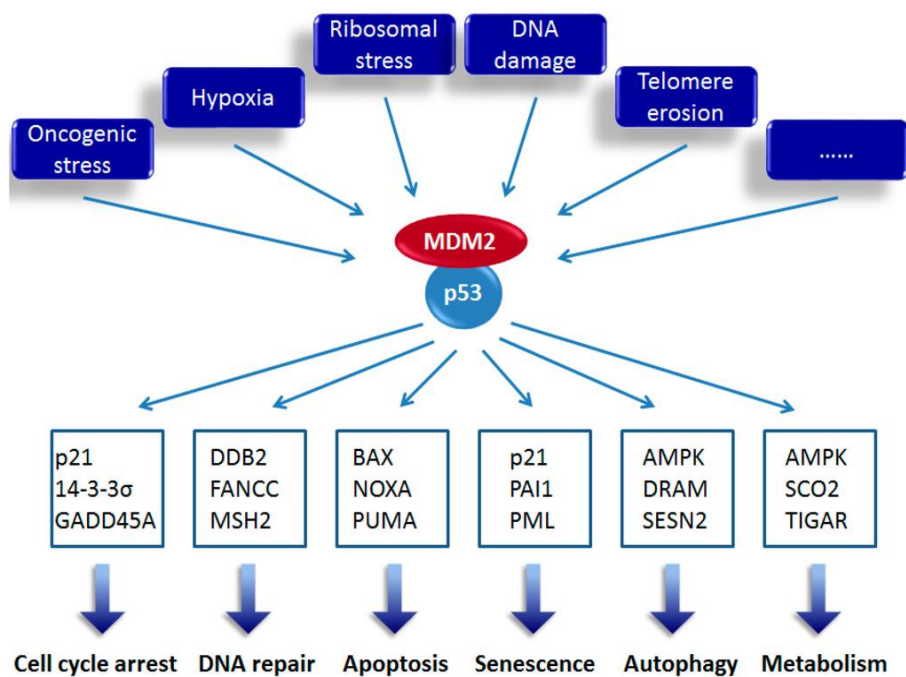 Ribosomal
stress
DNA
damage
Hypoxia
Telomere
erosion
Oncogenic
stress
......
MDM2
p53
p21
14-3-3σ
GADD45A
DDB2
FANCC
MSH2
BAX
NOXA
PUMA
p21
PAI1
PML
AMPK
DRAM
SESN2
AMPK
SCO2
TIGAR
Cell cycle arrest
DNA repair
Apoptosis
Senescence
Autophagy
Metabolism